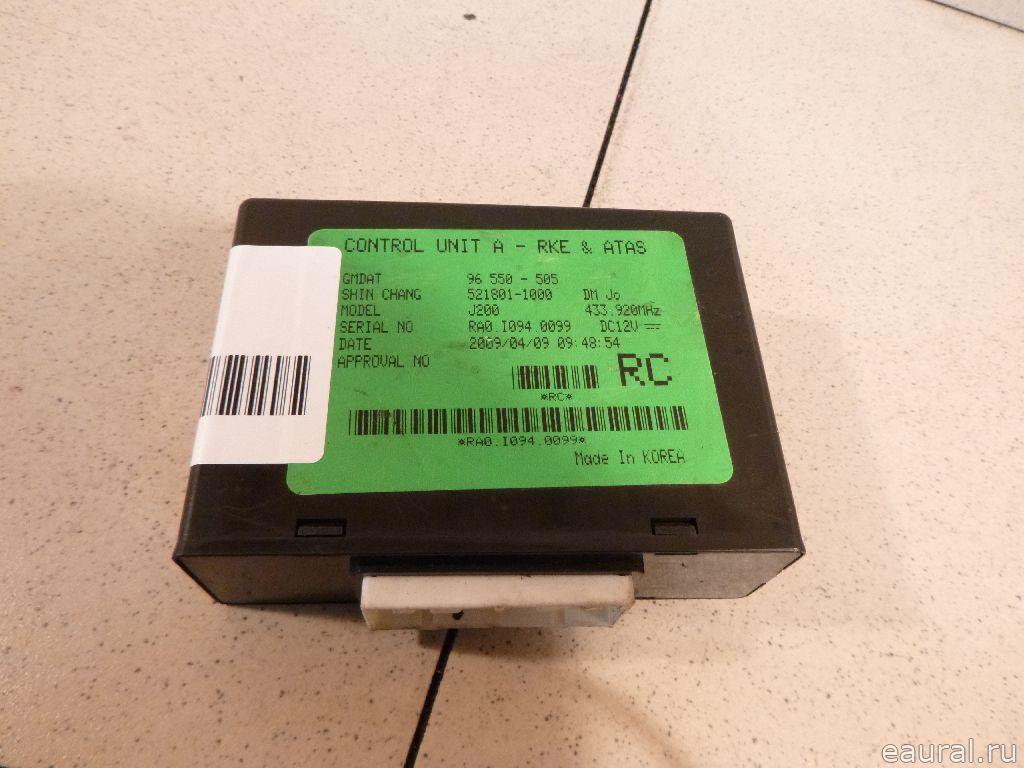 CONTROL UNIT A - RKE & ATAS
GMDAT 96 550 - 505
SHIN CHANG 521801-1000 DM Jo
MODEL J200 433.920MHz
SERIAL NO RA0.I094.0099 DC12V
DATE 2009/04/09 09:48:54
APPROVAL NO
RC
*RC*
*RA0.I094.0099*
Made In KOREA
eaural.ru